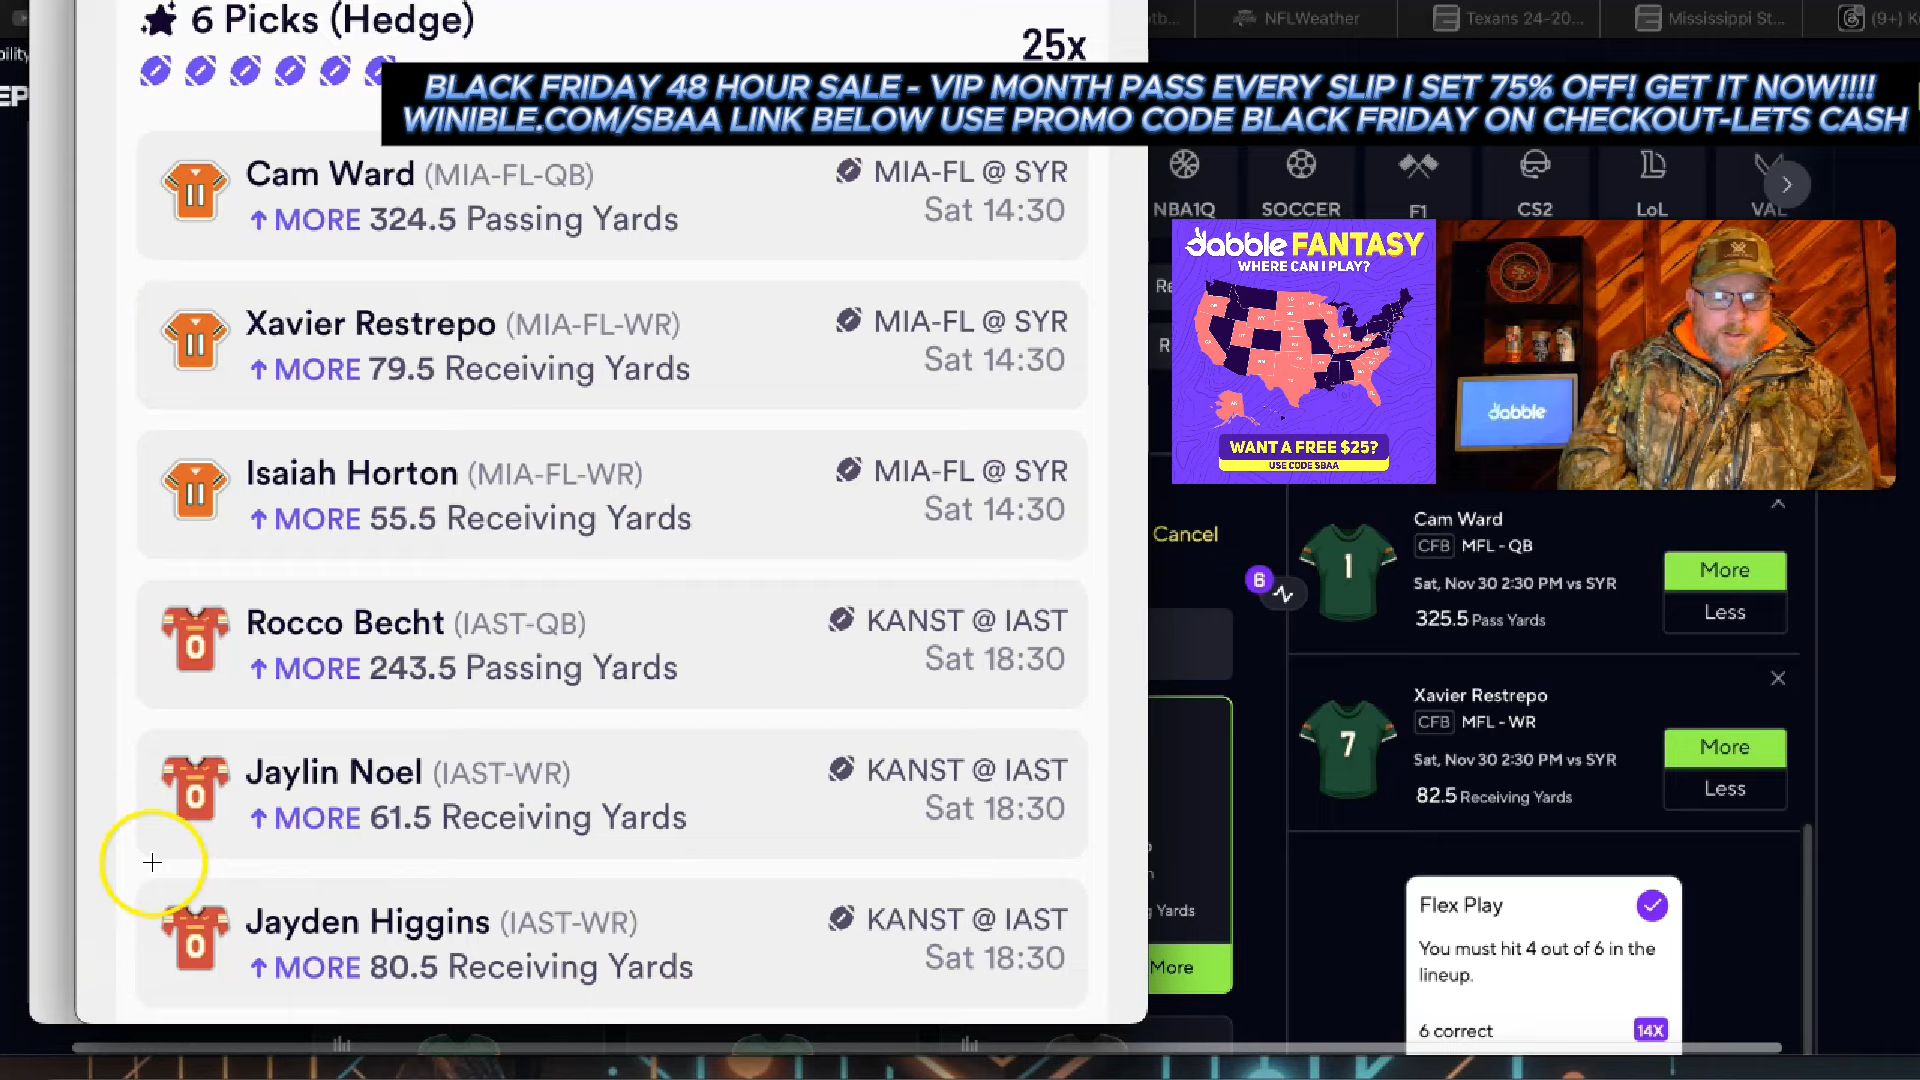 otb...
NFLWeather
Texans 24-20...
Mississippi St...
(9+)
6 Picks (Hedge)
25x
BLACK FRIDAY 48 HOUR SALE - VIP MONTH PASS EVERY SLIP I SET 75% OFF! GET IT NOW!!!!
WINIBLE.COM/SBAA LINK BELOW USE PROMO CODE BLACK FRIDAY ON CHECKOUT-LETS CASH
Cam Ward (MIA-FL-QB)
MIA-FL @ SYR
↑ MORE 324.5 Passing Yards
Sat 14:30
Xavier Restrepo (MIA-FL-WR)
MIA-FL @ SYR
↑ MORE 79.5 Receiving Yards
Sat 14:30
Isaiah Horton (MIA-FL-WR)
MIA-FL @ SYR
↑ MORE 55.5 Receiving Yards
Sat 14:30
Rocco Becht (IAST-QB)
KANST @ IAST
↑ MORE 243.5 Passing Yards
Sat 18:30
Jaylin Noel (IAST-WR)
KANST @ IAST
↑ MORE 61.5 Receiving Yards
Sat 18:30
Jayden Higgins (IAST-WR)
KANST @ IAST
↑ MORE 80.5 Receiving Yards
Sat 18:30
NBA1Q
SOCCER
F1
CS2
LoL
VAL
dabble FANTASY
WHERE CAN I PLAY?
WANT A FREE $25?
USE CODE SBAA
dabble
Cancel
6
Yards
More
1
Cam Ward
CFB MFL - QB
Sat, Nov 30 2:30 PM vs SYR
325.5 Pass Yards
More
Less
7
Xavier Restrepo
CFB MFL - WR
Sat, Nov 30 2:30 PM vs SYR
82.5 Receiving Yards
More
Less
Flex Play
You must hit 4 out of 6 in the
lineup.
6 correct
14X